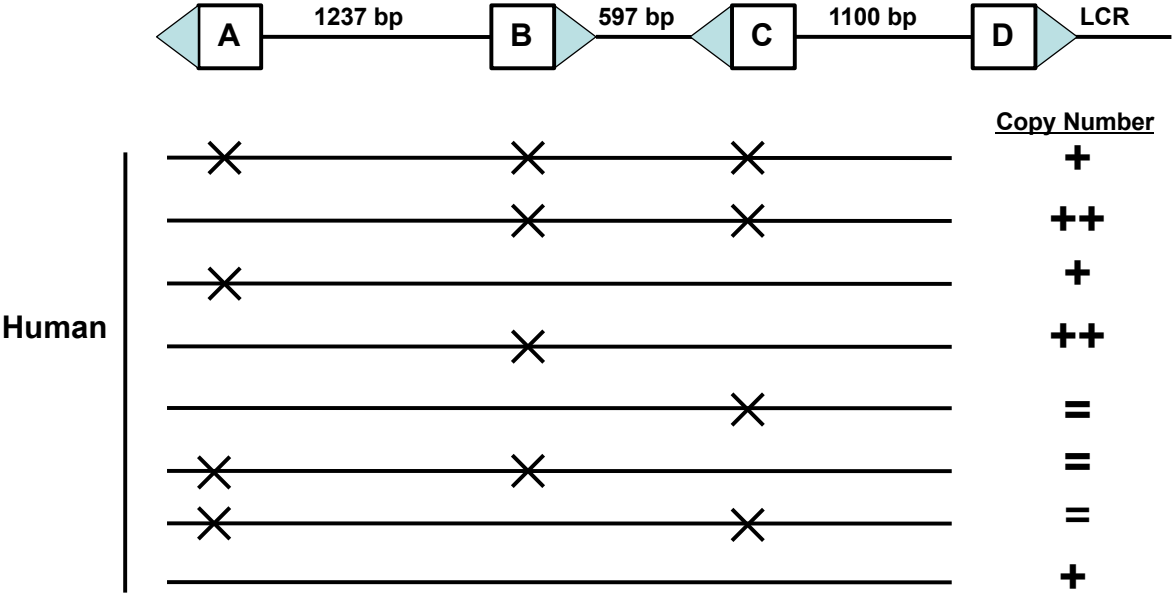 1237 bp 597 bp 1100 bp LCR
A B C D
Copy Number
+
++
+
Human
++
=
=
=
+